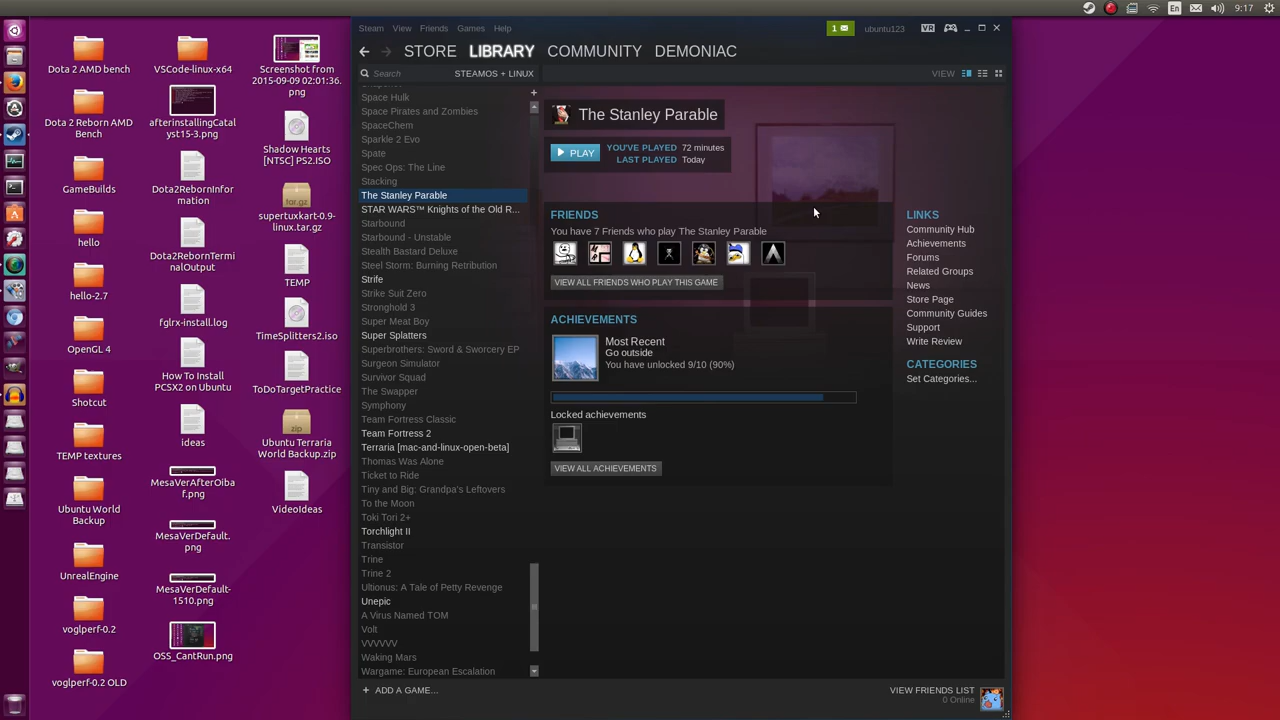 En
9:17
Dota 2 AMD bench
Dota 2 Reborn AMD
Bench
GameBuilds
hello
hello-2.7
OpenGL 4
Shotcut
TEMP textures
Ubuntu World
Backup
UnrealEngine
voglperf-0.2
voglperf-0.2 OLD
VSCode-linux-x64
afterinstallingCatal
yst15-3.png
Dota2RebornInfor
mation
Dota2RebornTermi
nalOutput
fglrx-install.log
How To Install
PCSX2 on Ubuntu
ideas
MesaVerAfterOiba
f.png
MesaVerDefault.
png
MesaVerDefault-
1510.png
OSS_CantRun.png
Screenshot from
2015-09-09 02:01:36.
png
Shadow Hearts
[NTSC] PS2.ISO
tar.gz
supertuxkart-0.9-
linux.tar.gz
TEMP
TimeSplitters2.iso
ToDoTargetPractice
zip
Ubuntu Terraria
World Backup.zip
VideoIdeas
Steam View Friends Games Help
1
ubuntu123
VR
STORE LIBRARY COMMUNITY DEMONIAC
Search
STEAMOS + LINUX
VIEW
Space Hulk
Space Pirates and Zombies
SpaceChem
Sparkle 2 Evo
Spate
Spec Ops: The Line
Stacking
The Stanley Parable
STAR WARS™ Knights of the Old R...
Starbound
Starbound - Unstable
Stealth Bastard Deluxe
Steel Storm: Burning Retribution
Strife
Strike Suit Zero
Stronghold 3
Super Meat Boy
Super Splatters
Superbrothers: Sword & Sworcery EP
Surgeon Simulator
Survivor Squad
The Swapper
Symphony
Team Fortress Classic
Team Fortress 2
Terraria [mac-and-linux-open-beta]
Thomas Was Alone
Ticket to Ride
Tiny and Big: Grandpa's Leftovers
To the Moon
Toki Tori 2+
Torchlight II
Transistor
Trine
Trine 2
Ultionus: A Tale of Petty Revenge
Unepic
A Virus Named TOM
Volt
VVVVVV
Waking Mars
Wargame: European Escalation
+ ADD A GAME...
The Stanley Parable
PLAY
YOU'VE PLAYED 72 minutes
LAST PLAYED Today
FRIENDS
You have 7 Friends who play The Stanley Parable
VIEW ALL FRIENDS WHO PLAY THIS GAME
ACHIEVEMENTS
Most Recent
Go outside
You have unlocked 9/10 (90%)
Locked achievements
VIEW ALL ACHIEVEMENTS
LINKS
Community Hub
Achievements
Forums
Related Groups
News
Store Page
Community Guides
Support
Write Review
CATEGORIES
Set Categories...
VIEW FRIENDS LIST
0 Online